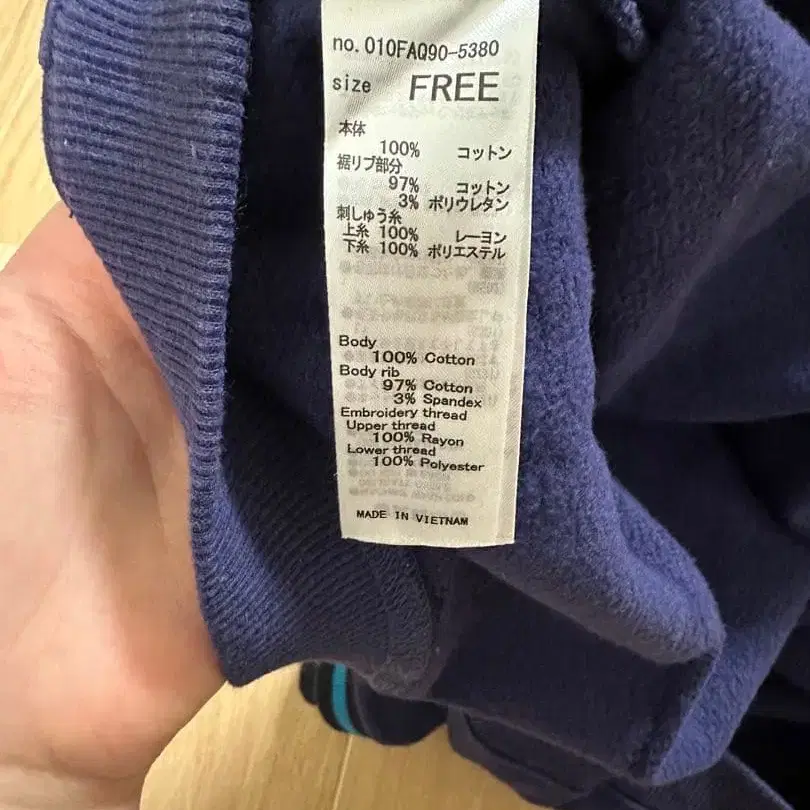 no. 010FAQ90-5380
size FREE
本体
100% コットン
裾リブ部分
97% コットン
3% ポリウレタン
刺しゅう糸
上糸 100% レーヨン
下糸 100% ポリエステル
Body
100% Cotton
Body rib
97% Cotton
3% Spandex
Embroidery thread
Upper thread
100% Rayon
Lower thread
100% Polyester
MADE IN VIETNAM